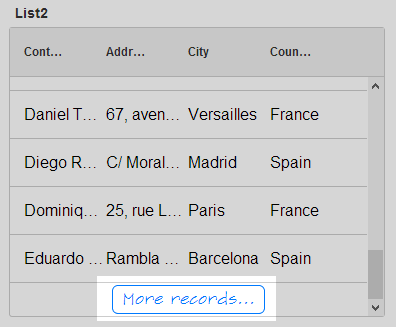 List2
Cont... Addr... City Coun...
Daniel T... 67, aven... Versailles France
Diego R... C/ Moral... Madrid Spain
Dominiq... 25, rue L... Paris France
Eduardo ... Rambla ... Barcelona Spain
More records...